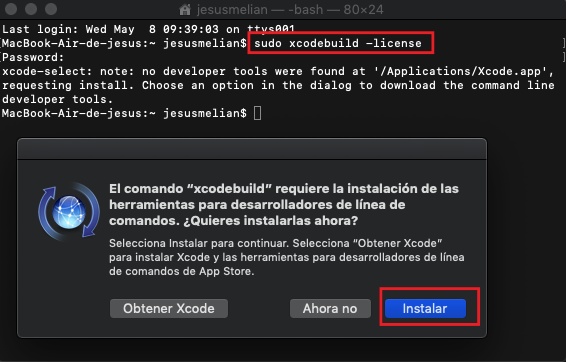 jesusmelian — -bash — 80×24
Last login: Wed May  8 09:39:03 on ttys001
[MacBook-Air-de-jesus:~ jesusmelian$ sudo xcodebuild -license ]
[Password: ]
xcode-select: note: no developer tools were found at '/Applications/Xcode.app',
requesting install. Choose an option in the dialog to download the command line
developer tools.
MacBook-Air-de-jesus:~ jesusmelian$
El comando “xcodebuild” requiere la instalación de las
herramientas para desarrolladores de línea de
comandos. ¿Quieres instalarlas ahora?
Selecciona Instalar para continuar. Selecciona “Obtener Xcode”
para instalar Xcode y las herramientas para desarrolladores de línea
de comandos de App Store.
Obtener Xcode
Ahora no
Instalar